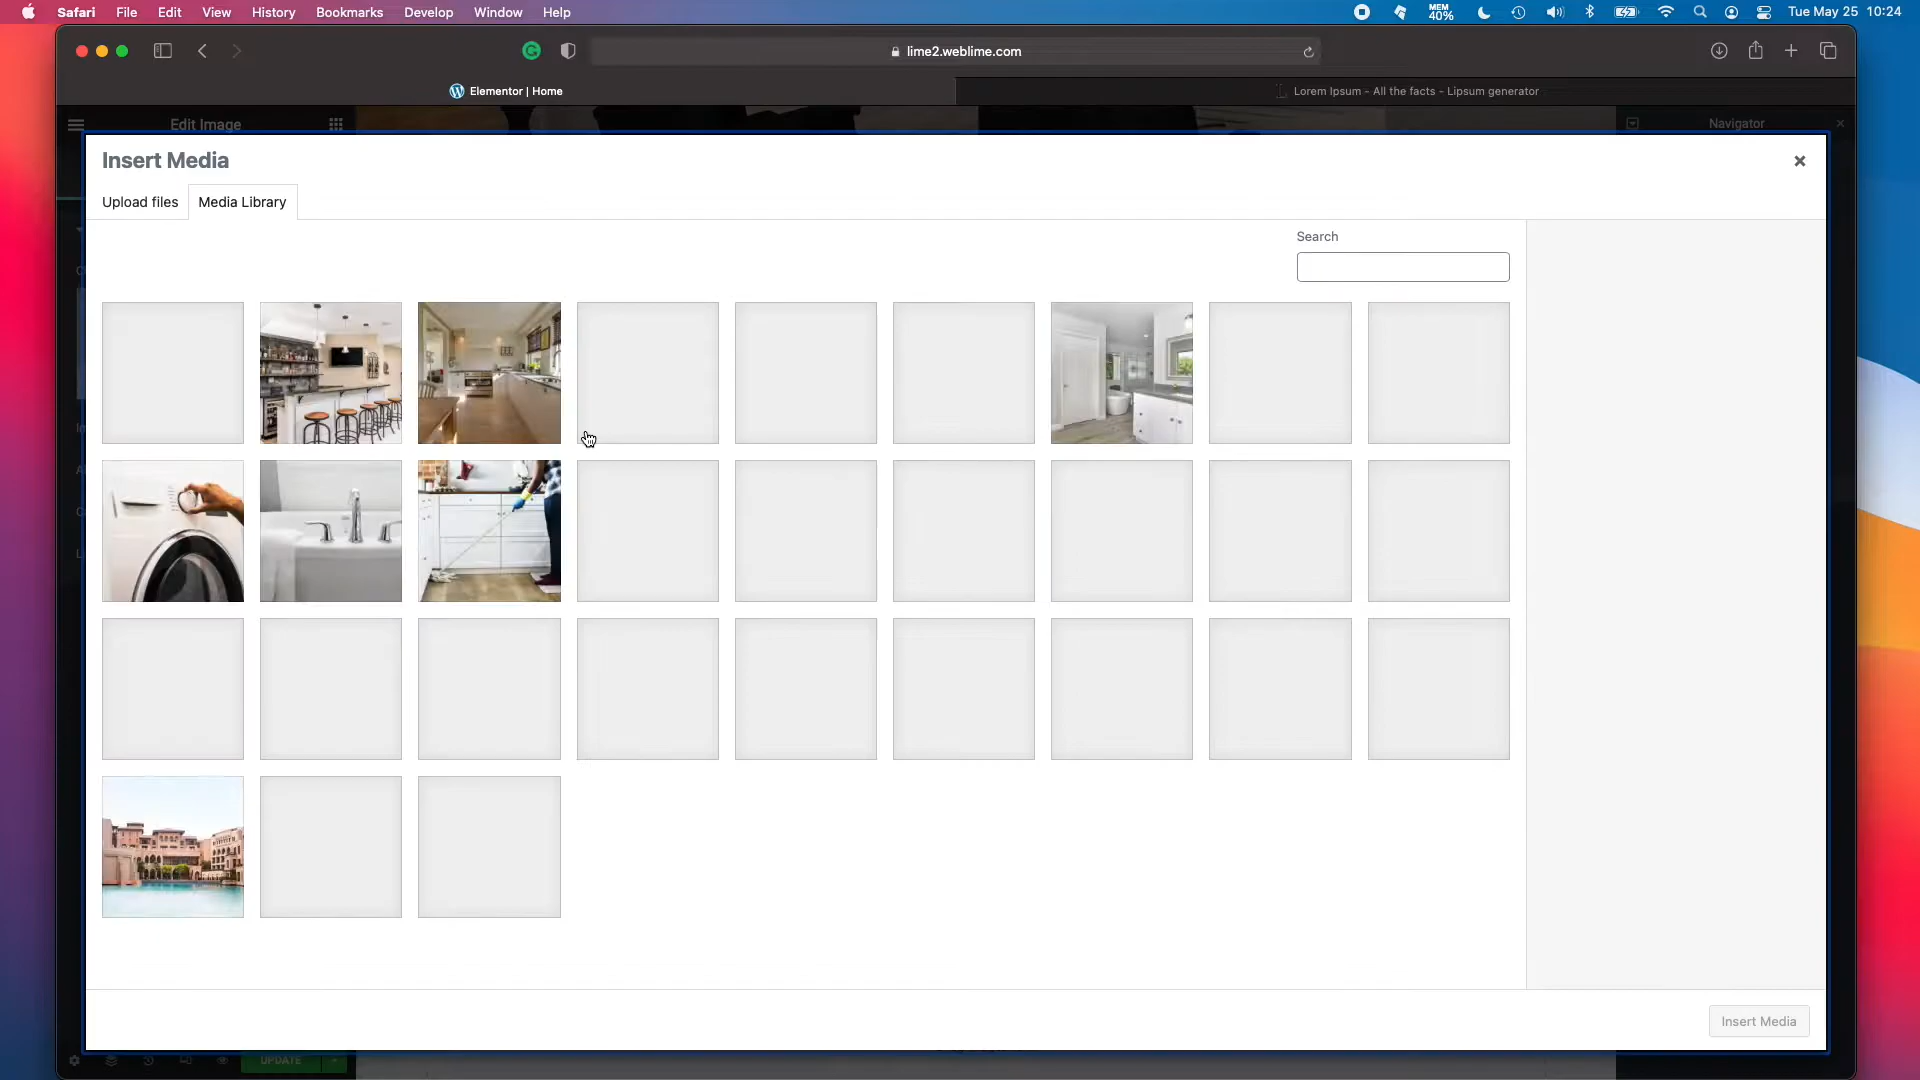 Safari File Edit View History Bookmarks Develop Window Help MEM 40% Tue May 25 10:24
lime2.weblime.com
Elementor | Home
Lorem Ipsum - All the facts - Lipsum generator
Edit Image
Navigator
Insert Media
Upload files
Media Library
Search
Insert Media
UPDATE